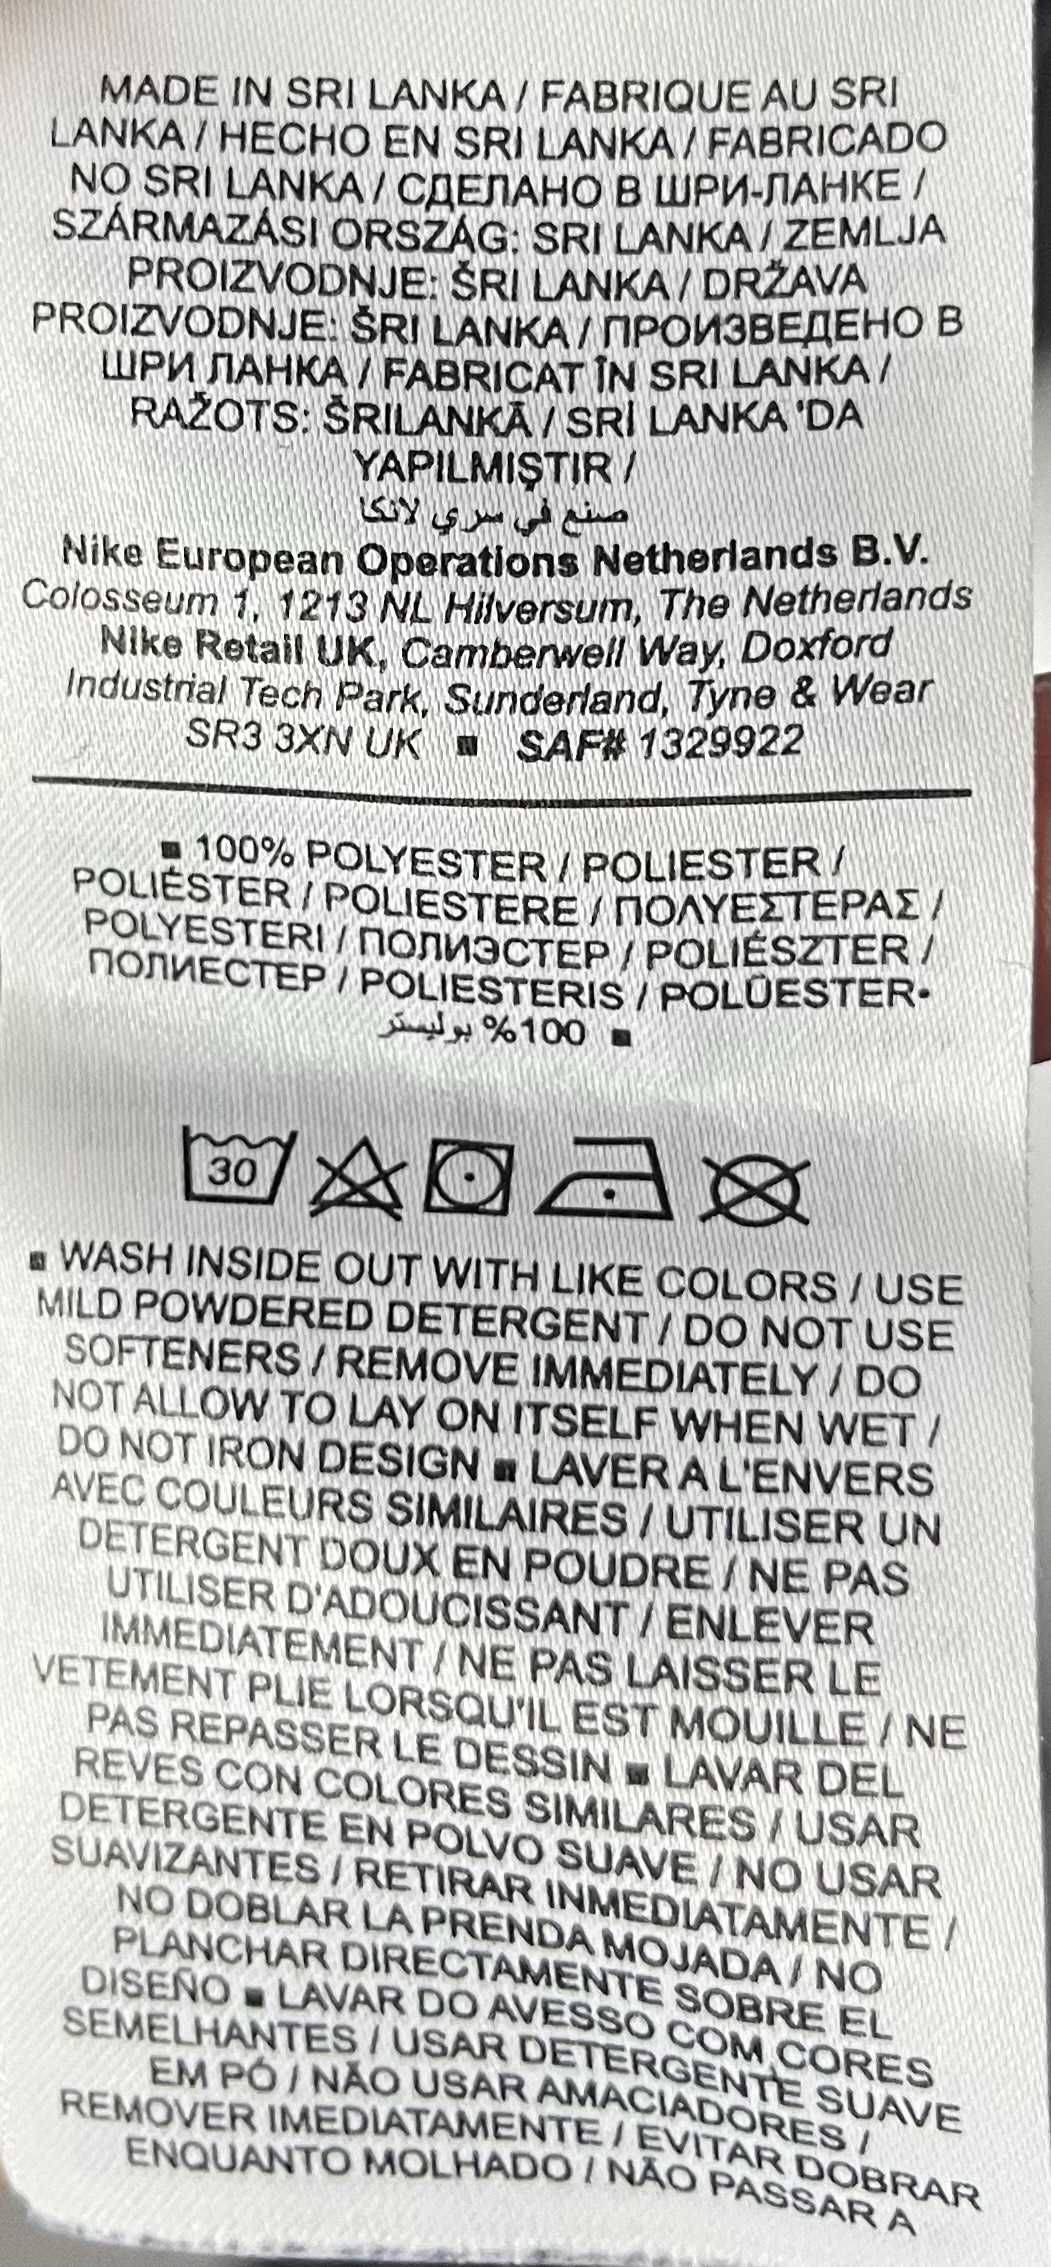 MADE IN SRI LANKA / FABRIQUE AU SRI
LANKA / HECHO EN SRI LANKA / FABRICADO
NO SRI LANKA / СДЕЛАНО В ШРИ-ЛАНКЕ /
SZÁRMAZÁSI ORSZÁG: SRI LANKA / ZEMLJA
PROIZVODNJE: ŠRI LANKA / DRŽAVA
PROIZVODNJE: ŠRI LANKA / ПРОИЗВЕДЕНО В
ШРИ ЛАНКА / FABRICAT ÎN SRI LANKA /
RAŽOTS: ŠRILANKĀ / SRİ LANKA 'DA
YAPILMIŞTIR /
صنع في سري لانكا
Nike European Operations Netherlands B.V.
Colosseum 1, 1213 NL Hilversum, The Netherlands
Nike Retail UK, Camberwell Way, Doxford
Industrial Tech Park, Sunderland, Tyne & Wear
SR3 3XN UK ■ SAF# 1329922
■ 100% POLYESTER / POLIESTER /
POLIÉSTER / POLIESTERE / ΠΟΛΥΕΣΤΕΡΑΣ /
POLYESTERI / ПОЛИЭСТЕР / POLIÉSZTER /
ПОЛИЕСТЕР / POLIESTERIS / POLÜESTER•
100% بوليستر ■
30
■ WASH INSIDE OUT WITH LIKE COLORS / USE
MILD POWDERED DETERGENT / DO NOT USE
SOFTENERS / REMOVE IMMEDIATELY / DO
NOT ALLOW TO LAY ON ITSELF WHEN WET /
DO NOT IRON DESIGN ■ LAVER A L'ENVERS
AVEC COULEURS SIMILAIRES / UTILISER UN
DETERGENT DOUX EN POUDRE / NE PAS
UTILISER D'ADOUCISSANT / ENLEVER
IMMEDIATEMENT / NE PAS LAISSER LE
VETEMENT PLIE LORSQU'IL EST MOUILLE / NE
PAS REPASSER LE DESSIN ■ LAVAR DEL
REVES CON COLORES SIMILARES / USAR
DETERGENTE EN POLVO SUAVE / NO USAR
SUAVIZANTES / RETIRAR INMEDIATAMENTE /
NO DOBLAR LA PRENDA MOJADA / NO
PLANCHAR DIRECTAMENTE SOBRE EL
DISEÑO ■ LAVAR DO AVESSO COM CORES
SEMELHANTES / USAR DETERGENTE SUAVE
EM PÓ / NÃO USAR AMACIADORES /
REMOVER IMEDIATAMENTE / EVITAR DOBRAR
ENQUANTO MOLHADO / NÃO PASSAR A